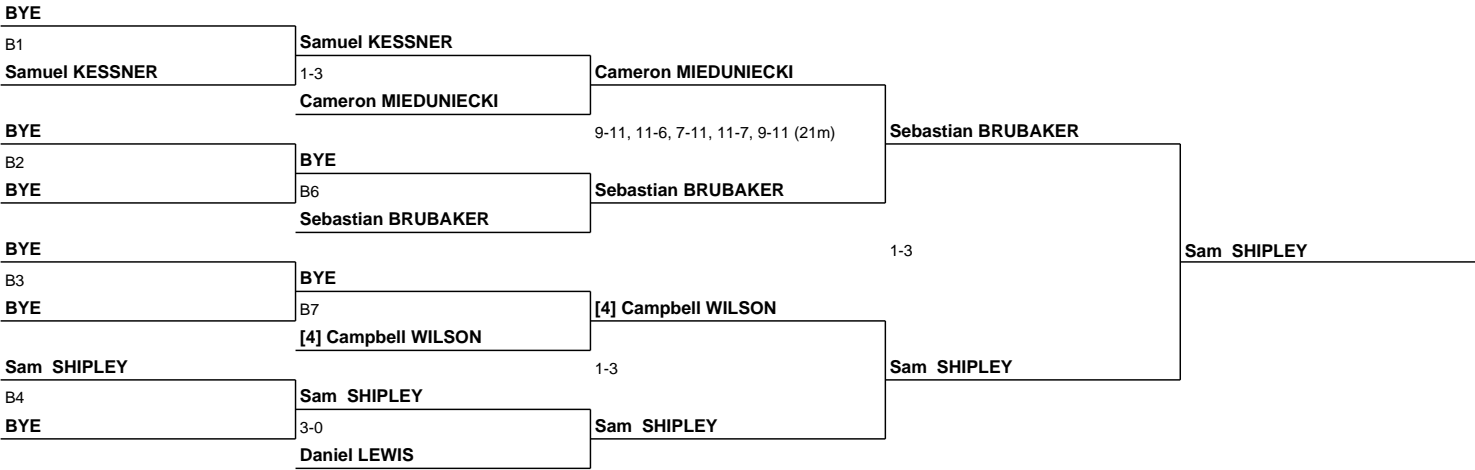 BYE
B1
Samuel KESSNER
BYE
B2
BYE
BYE
B3
BYE
Sam SHIPLEY
B4
BYE
Samuel KESSNER
1-3
Cameron MIEDUNIECKI
BYE
B6
Sebastian BRUBAKER
BYE
B7
[4] Campbell WILSON
Sam SHIPLEY
3-0
Daniel LEWIS
Cameron MIEDUNIECKI
9-11, 11-6, 7-11, 11-7, 9-11 (21m)
Sebastian BRUBAKER
[4] Campbell WILSON
1-3
Sam SHIPLEY
Sebastian BRUBAKER
1-3
Sam SHIPLEY
Sam SHIPLEY